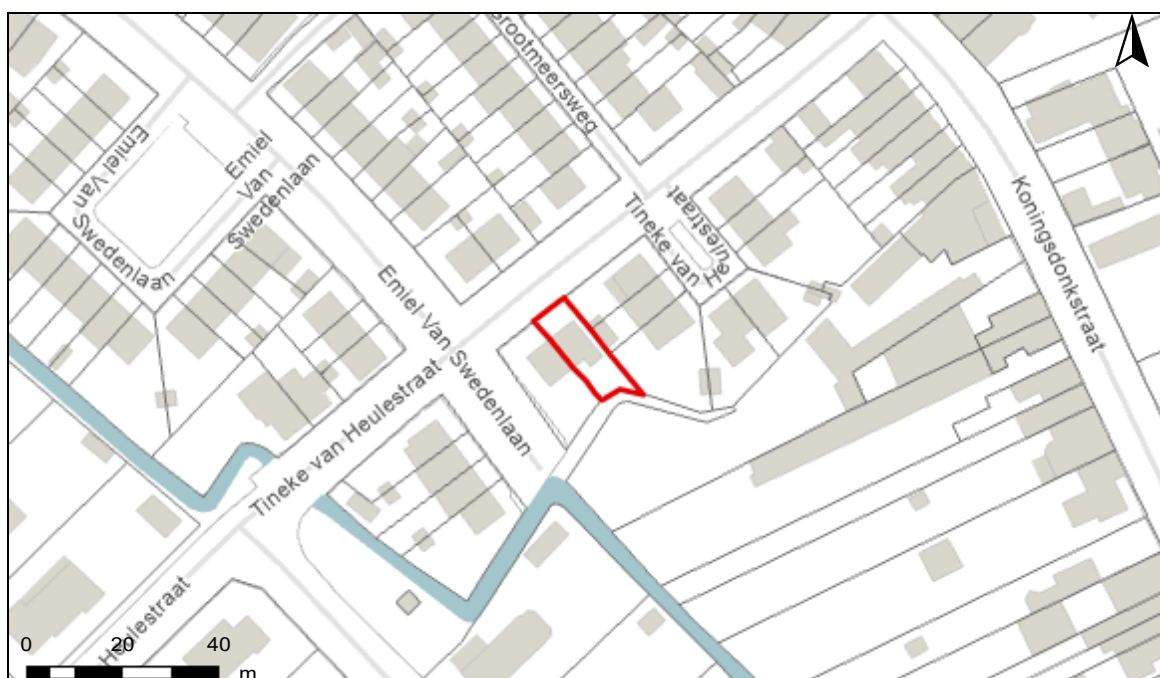 Grootmeersweg
Emiel Van
Swedenlaan
Emiel
Van
Swedenlaan
Tineke van
Heulestraat
Koningsdonkstraat
Emiel Van Swedenlaan
Tineke van Heulestraat
Heulestraat
0 20 40
m